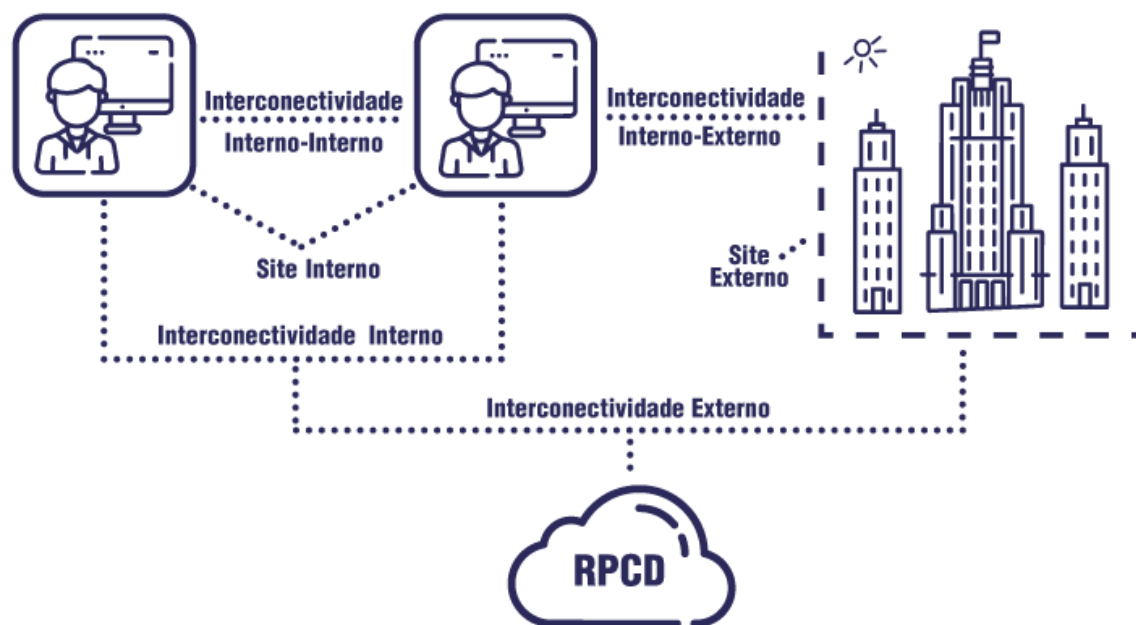 Interconectividade
Interno-Interno
Interconectividade
Interno-Externo
Site Interno
Site
Externo
Interconectividade Interno
Interconectividade Externo
RPCD